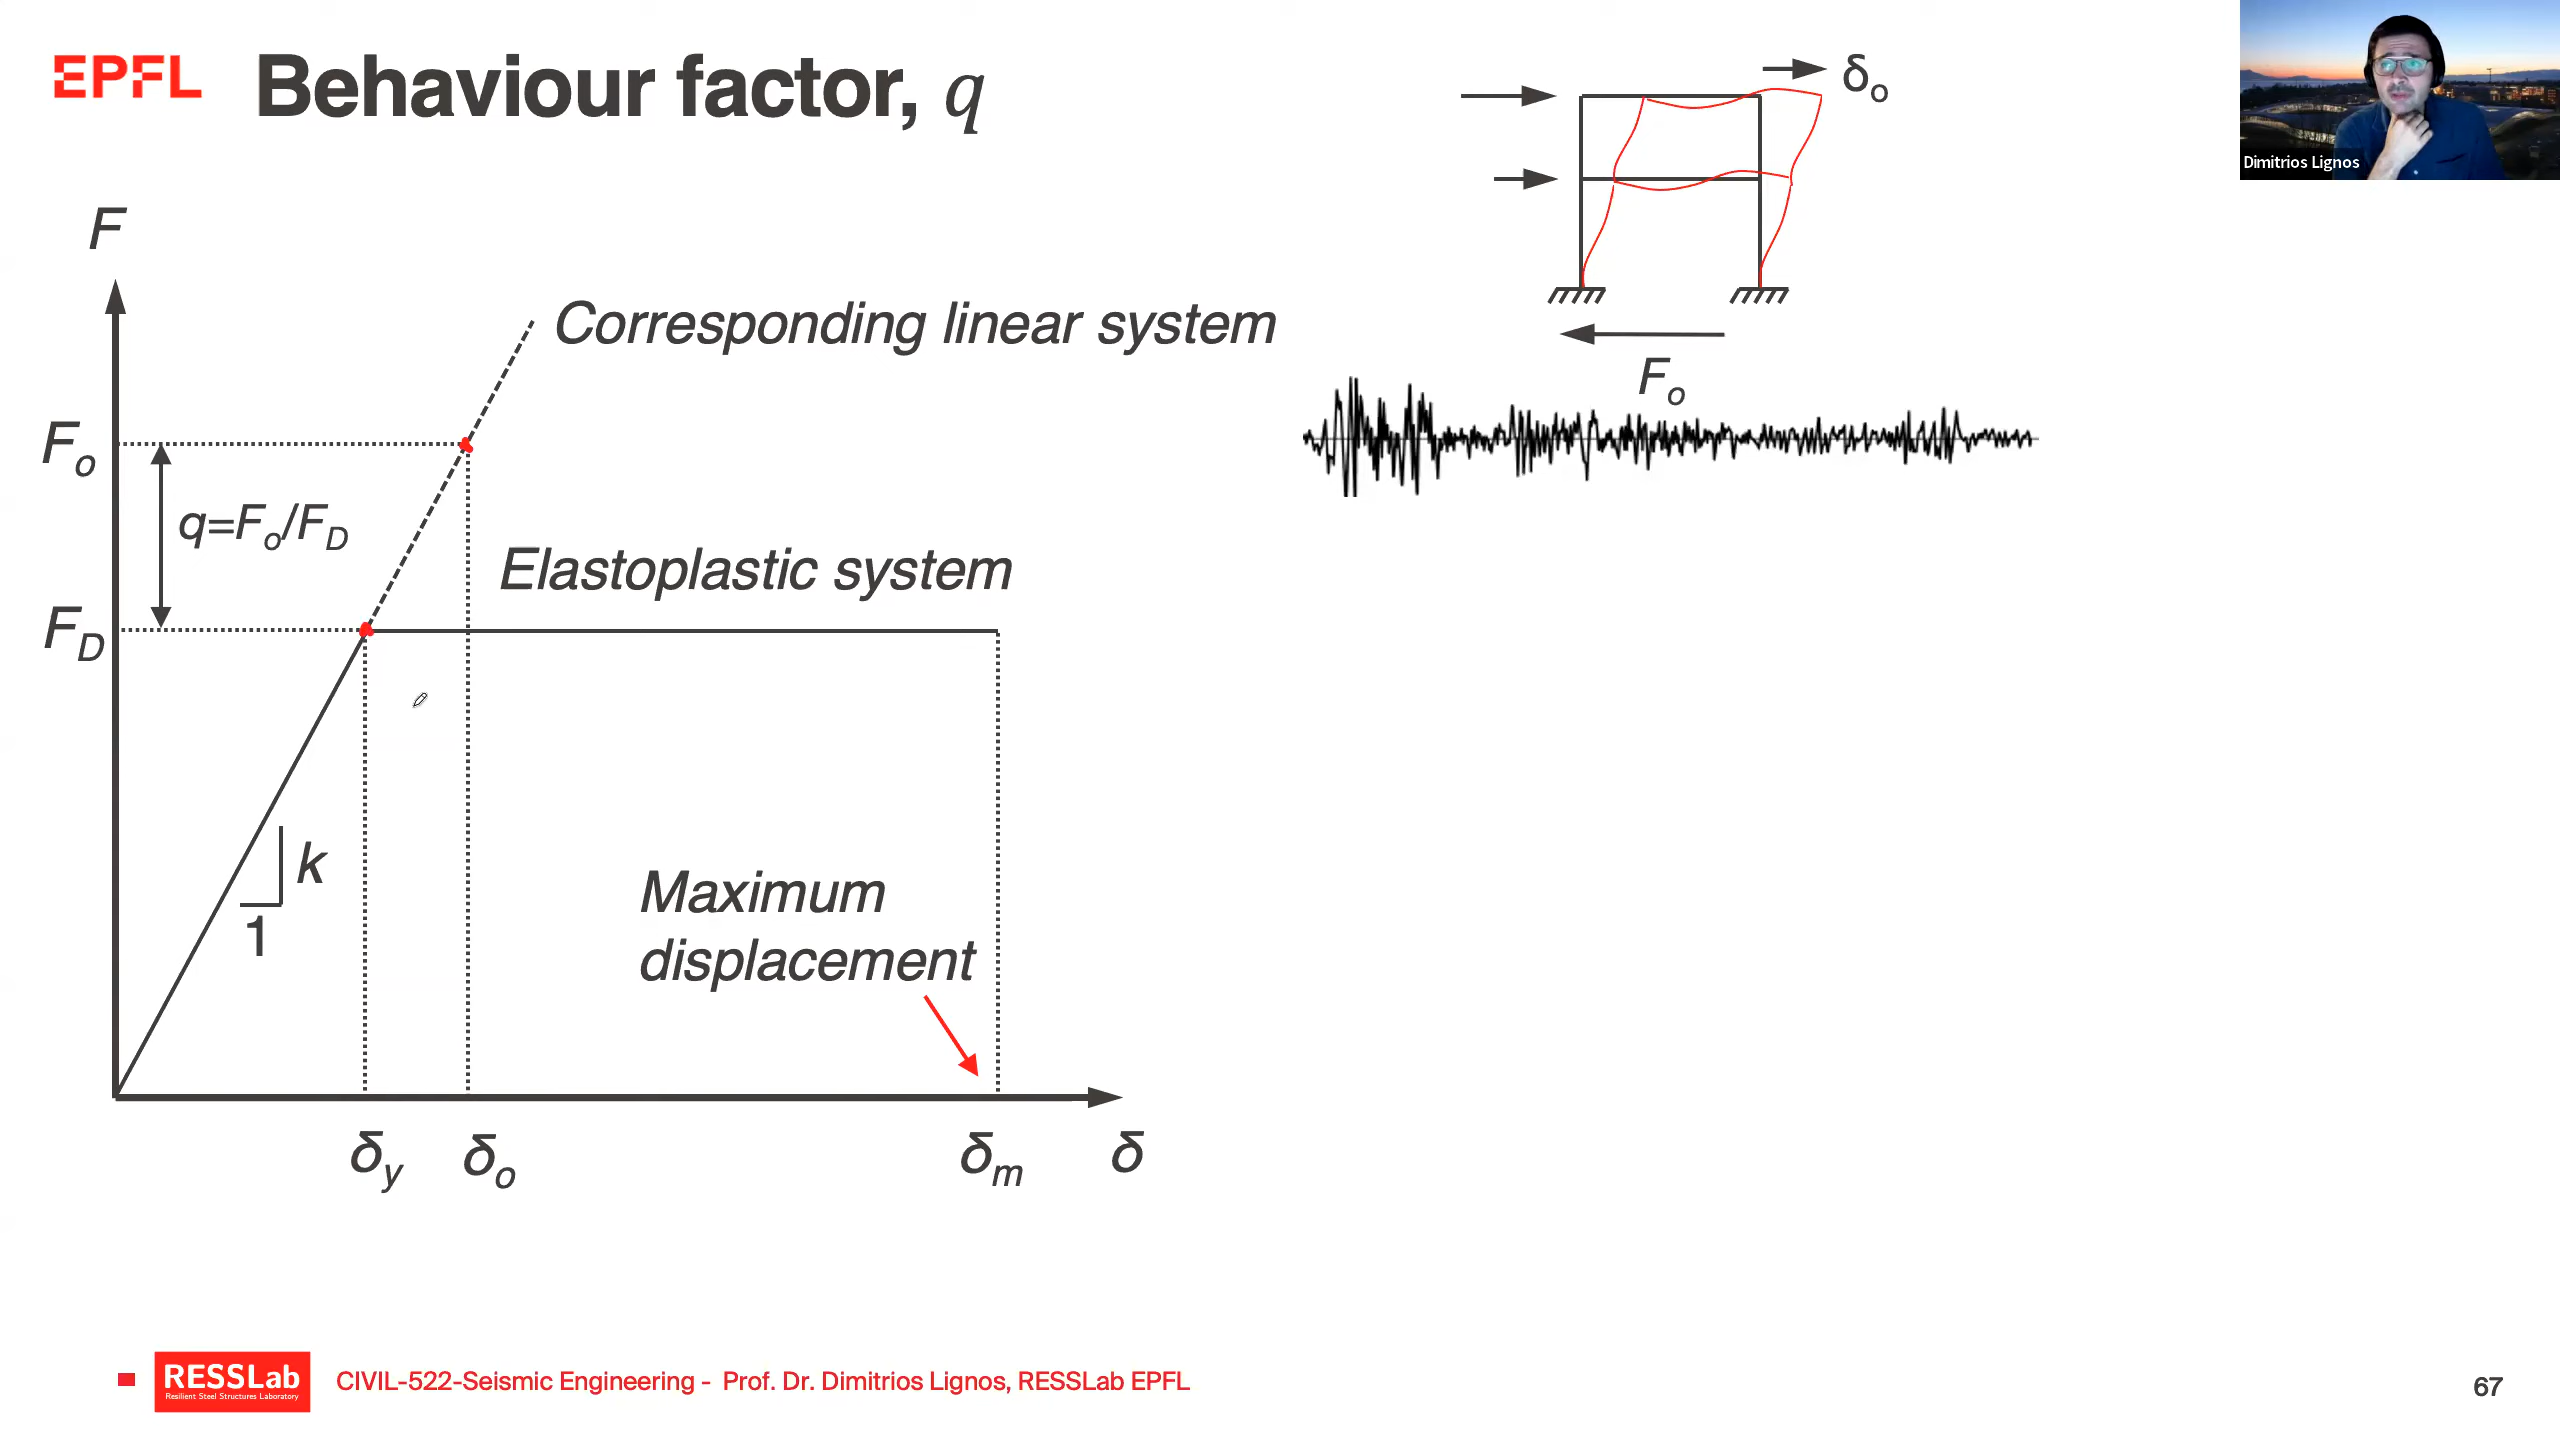 EPFL
Behaviour factor, q
δo
Dimitrios Lignos
F
Corresponding linear system
Fo
Fo
q=Fo/FD
Elastoplastic system
FD
k
1
Maximum
displacement
δy
δo
δm
δ
RESSLab
Resilient Steel Structures Laboratory
CIVIL-522-Seismic Engineering - Prof. Dr. Dimitrios Lignos, RESSLab EPFL
67